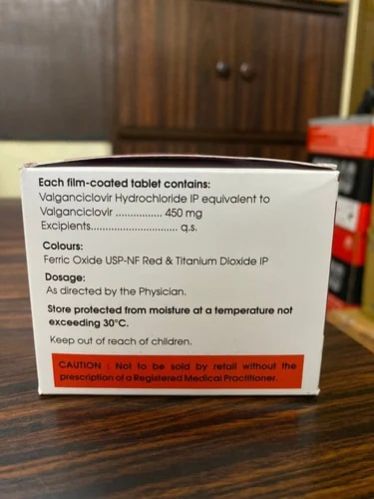 Each film-coated tablet contains:
Valganciclovir Hydrochloride IP equivalent to
Valganciclovir ................ 450 mg
Excipients.............................. q.s.
Colours:
Ferric Oxide USP-NF Red & Titanium Dioxide IP
Dosage:
As directed by the Physician.
Store protected from moisture at a temperature not
exceeding 30°C.
Keep out of reach of children.
CAUTION : Not to be sold by retail without the
prescription of a Registered Medical Practitioner.